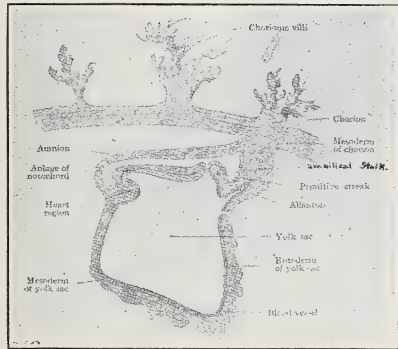 Chorionic villi
Chorion
Amnion
Mesoderm
of chorion
umbilical Stalk.
Anlage of
notochord
Primitive streak
Allantois
Heart
region
Yolk sac
Entoderm
of yolk sac
Mesoderm
of yolk sac
Blood vessel